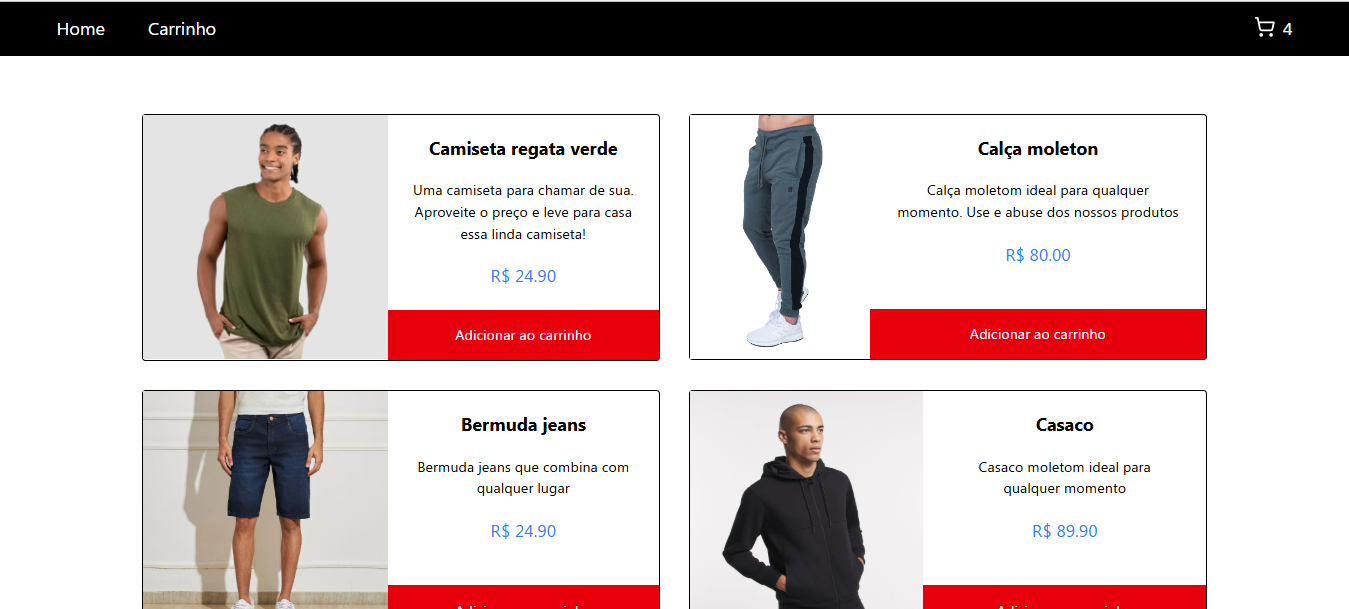 Home
Carrinho
4
Camiseta regata verde
Uma camiseta para chamar de sua.
Aproveite o preço e leve para casa
essa linda camiseta!
R$ 24.90
Adicionar ao carrinho
Calça moleton
Calça moletom ideal para qualquer
momento. Use e abuse dos nossos produtos
R$ 80.00
Adicionar ao carrinho
Bermuda jeans
Bermuda jeans que combina com
qualquer lugar
R$ 24.90
Casaco
Casaco moletom ideal para
qualquer momento
R$ 89.90